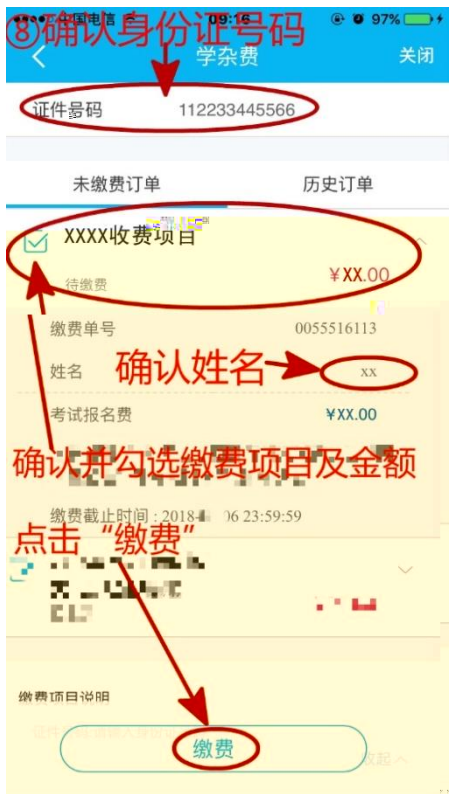 中国电信 09:16 97%
⑧确认身份证号码
学杂费 关闭
证件号码 112233445566
未缴费订单 历史订单
XXXX收费项目
待缴费 ¥XX.00
缴费单号 0055516113
姓名 确认姓名 xx
考试报名费 ¥XX.00
确认并勾选缴费项目及金额
缴费截止时间 : 2018- 06 23:59:59
点击“缴费”
缴费项目说明
缴费
收起